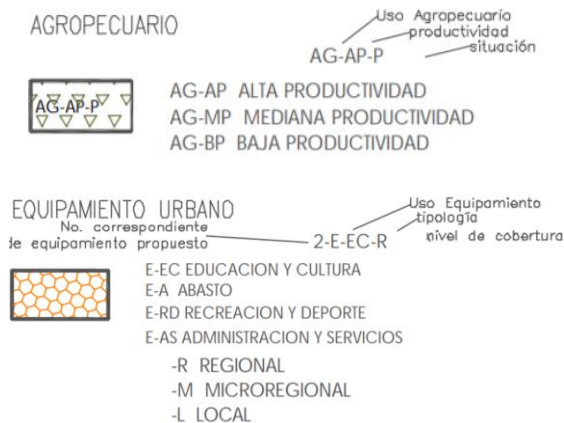 AGROPECUARIO
Uso Agropecuario
productividad
situación
AG-AP-P
AG-AP-P
AG-AP ALTA PRODUCTIVIDAD
AG-MP MEDIANA PRODUCTIVIDAD
AG-BP BAJA PRODUCTIVIDAD
EQUIPAMIENTO URBANO
No. correspondiente
de equipamiento propuesto
2-E-EC-R
Uso Equipamiento
tipología
nivel de cobertura
E-EC EDUCACION Y CULTURA
E-A ABASTO
E-RD RECREACION Y DEPORTE
E-AS ADMINISTRACION Y SERVICIOS
-R REGIONAL
-M MICROREGIONAL
-L LOCAL